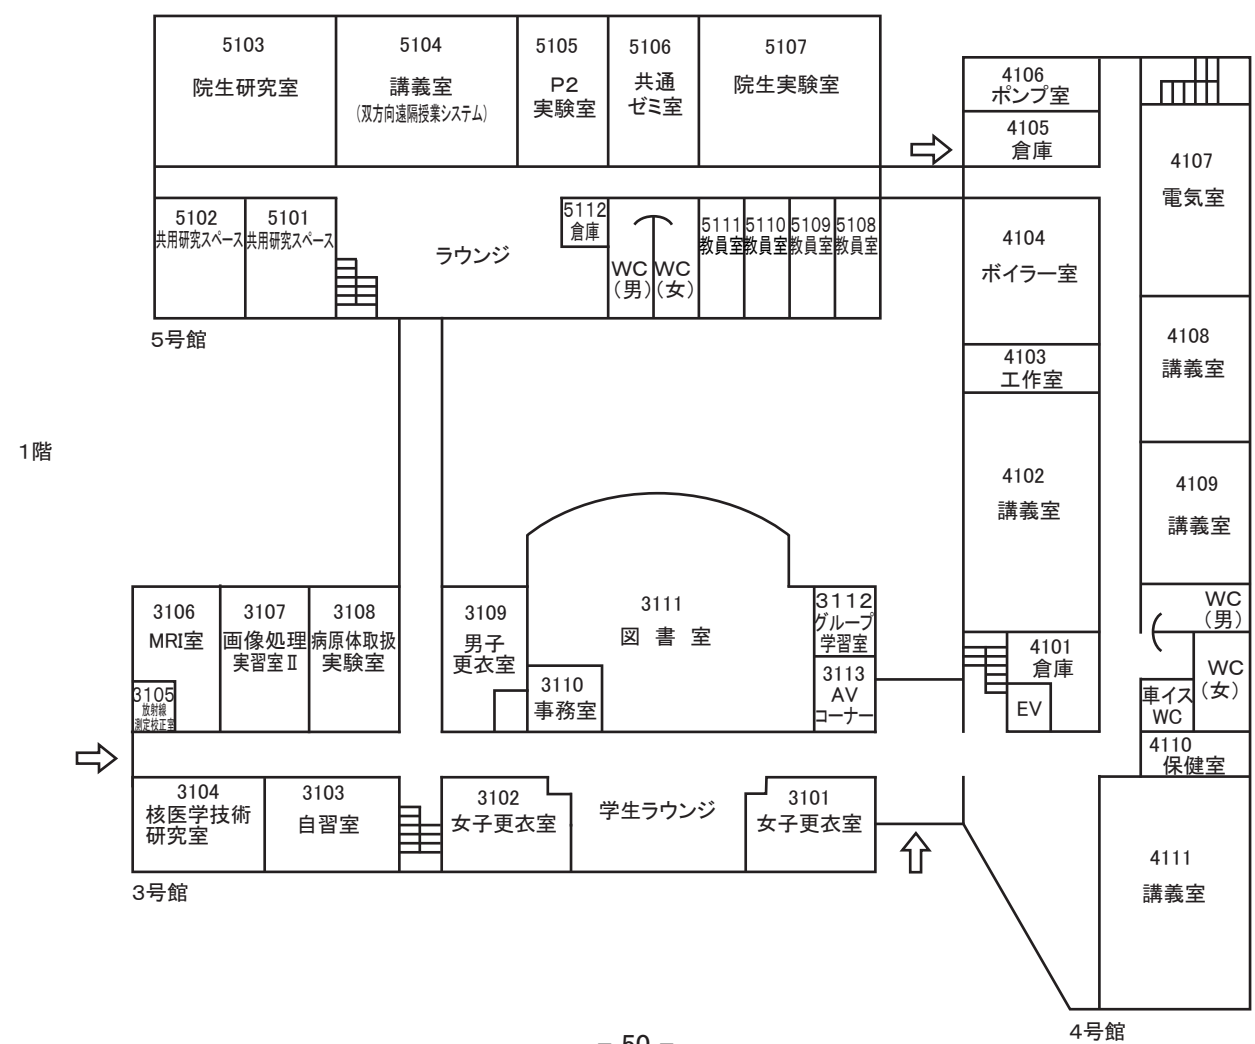 5103
院生研究室
5104
講義室
(双方向遠隔授業システム)
5105
P2
実験室
5106
共通
ゼミ室
5107
院生実験室
5102
共用研究スペース
5101
共用研究スペース
ラウンジ
5112
倉庫
WC
(男)
WC
(女)
5111
教員室
5110
教員室
5109
教員室
5108
教員室
5号館
4106
ポンプ室
4105
倉庫
4107
電気室
4104
ボイラー室
4103
工作室
4108
講義室
4102
講義室
4109
講義室
1階
3106
MRI室
3105
放射線
測定校正室
3107
画像処理
実習室Ⅱ
3108
病原体取扱
実験室
3109
男子
更衣室
3110
事務室
3111
図 書 室
3112
グループ
学習室
3113
AV
コーナー
4101
倉庫
EV
WC
(男)
WC
(女)
車イス
WC
4110
保健室
3104
核医学技術
研究室
3103
自習室
3102
女子更衣室
学生ラウンジ
3101
女子更衣室
4111
講義室
3号館
4号館
− 50 −